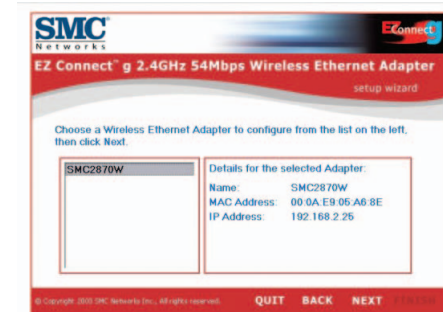 SMC
Networks
EZ Connect g
EZ Connect™ g 2.4GHz 54Mbps Wireless Ethernet Adapter
setup wizard
Choose a Wireless Ethernet Adapter to configure from the list on the left,
then click Next.
SMC2870W
Details for the selected Adapter:
Name: SMC2870W
MAC Address: 00:0A:E9:05:A6:8E
IP Address: 192.168.2.25
© Copyright 2003 SMC Networks Inc., All rights reserved.
QUIT BACK NEXT FINISH